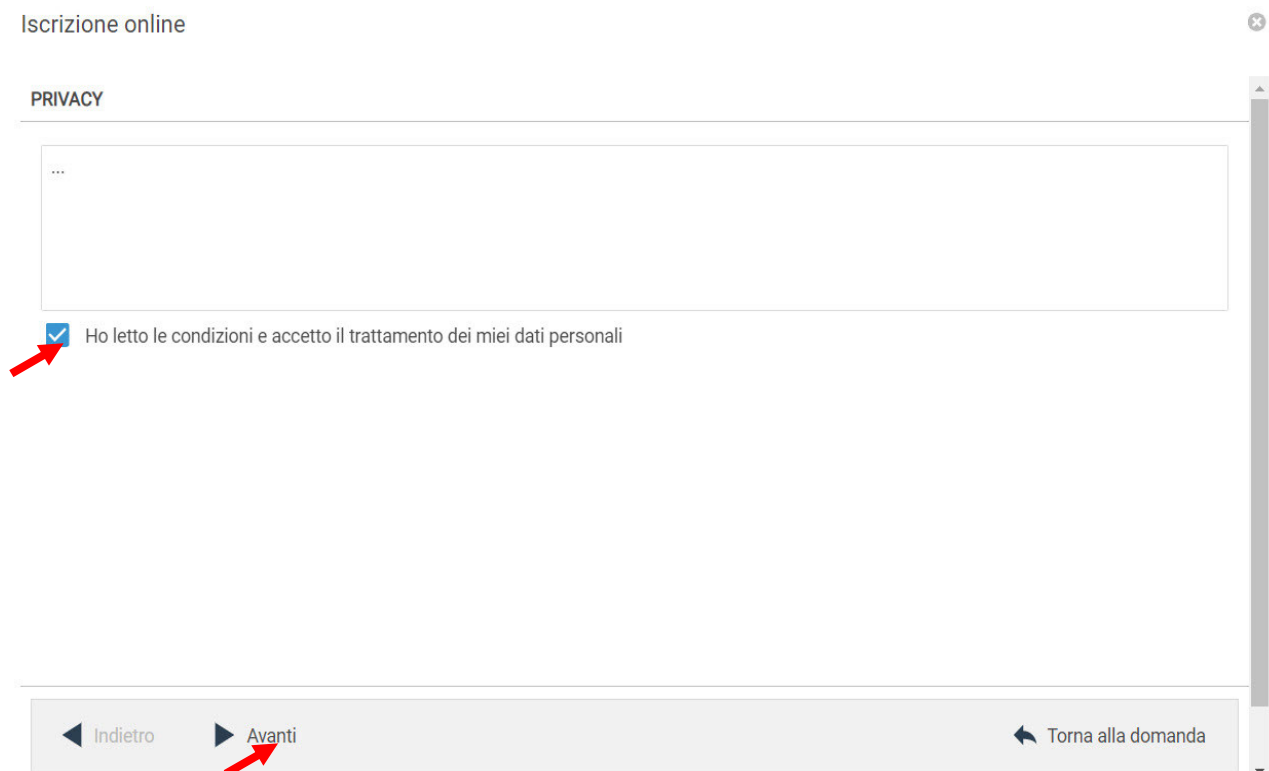 Iscrizione online
PRIVACY
...
Ho letto le condizioni e accetto il trattamento dei miei dati personali
Indietro
Avanti
Torna alla domanda